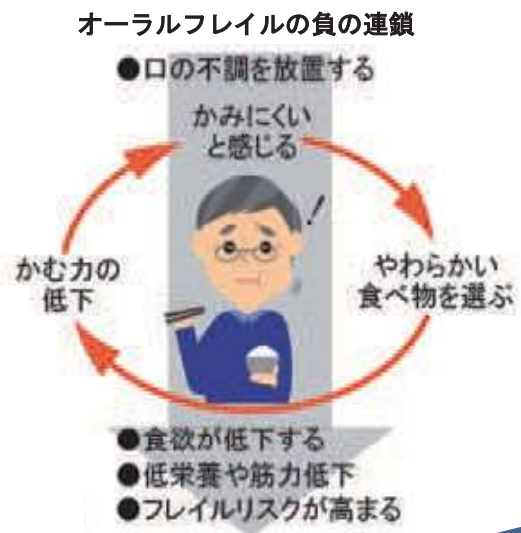 オーラルフレイルの負の連鎖
●口の不調を放置する
かみにくい
と感じる
やわらかい
食べ物を選ぶ
かむ力の
低下
●食欲が低下する
●低栄養や筋力低下
●フレイルリスクが高まる